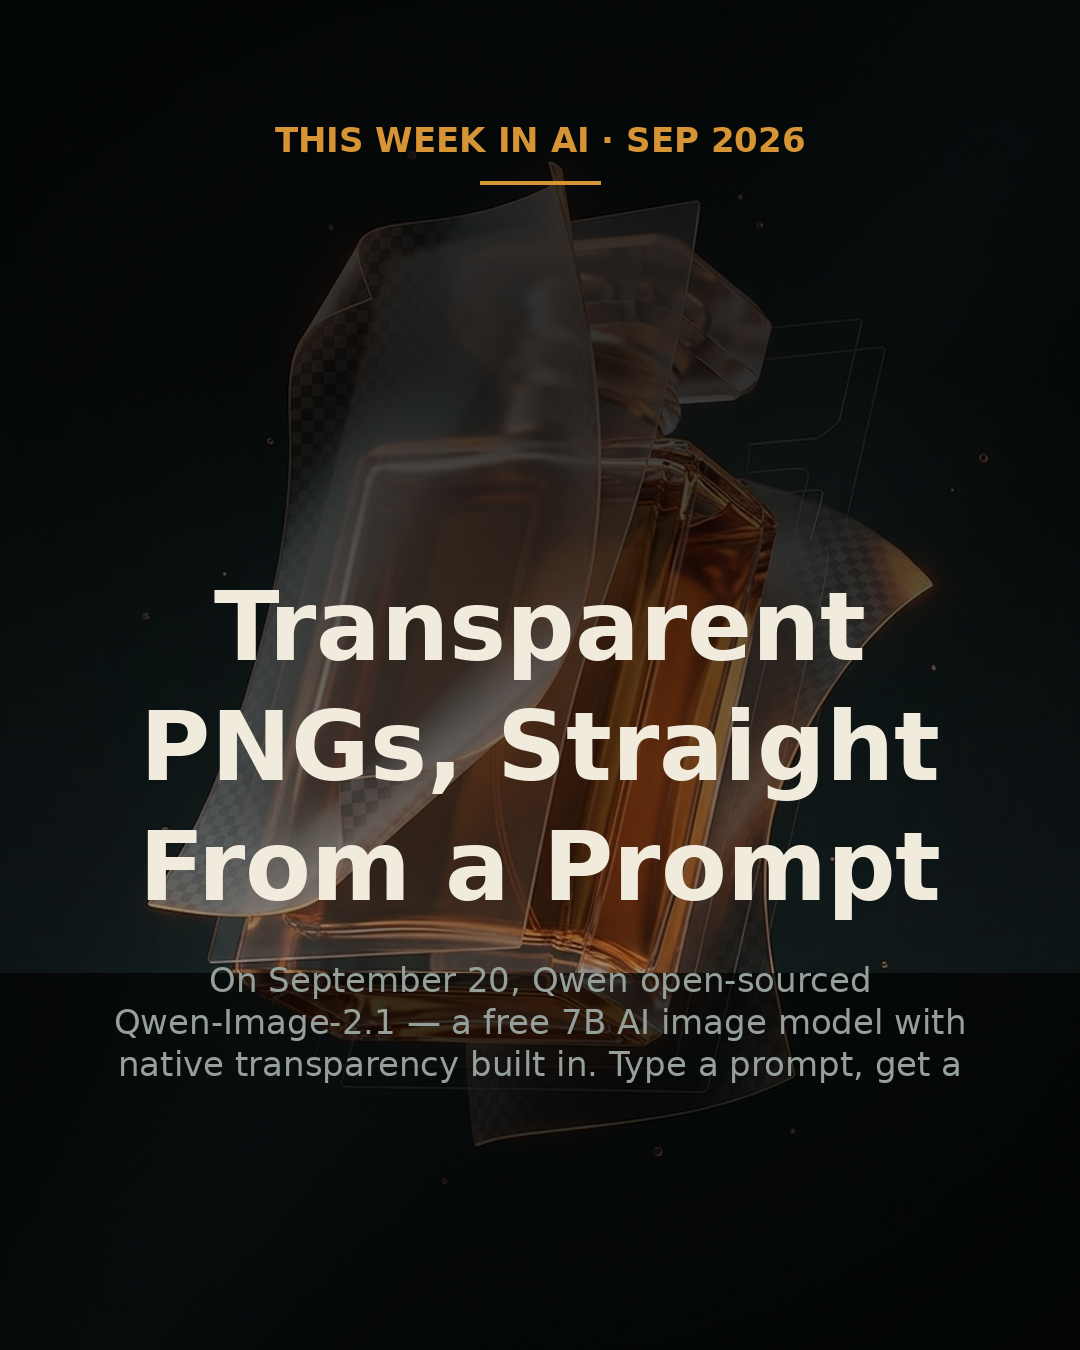 THIS WEEK IN AI · SEP 2026
Transparent
PNGs, Straight
From a Prompt
On September 20, Qwen open-sourced
Qwen-Image-2.1 — a free 7B AI image model with
native transparency built in. Type a prompt, get a